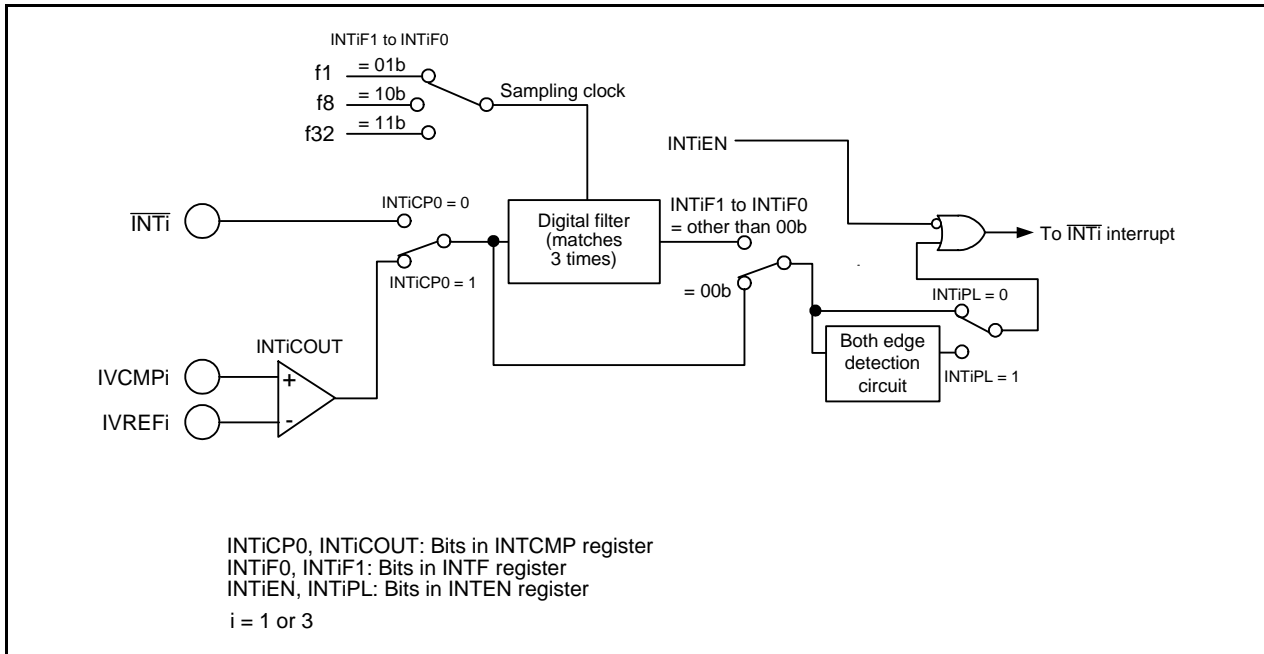 INTiF1 to INTiF0
f1
= 01b
f8
= 10b
f32
= 11b
Sampling clock
INTiEN
INTi
INTiCP0 = 0
INTiCP0 = 1
Digital filter
(matches
3 times)
INTiF1 to INTiF0
= other than 00b
= 00b
To INTi interrupt
INTiPL = 0
INTiPL = 1
Both edge
detection
circuit
INTiCOUT
IVCMPi
+
IVREFi
-
INTiCP0, INTiCOUT: Bits in INTCMP register
INTiF0, INTiF1: Bits in INTF register
INTiEN, INTiPL: Bits in INTEN register
i = 1 or 3